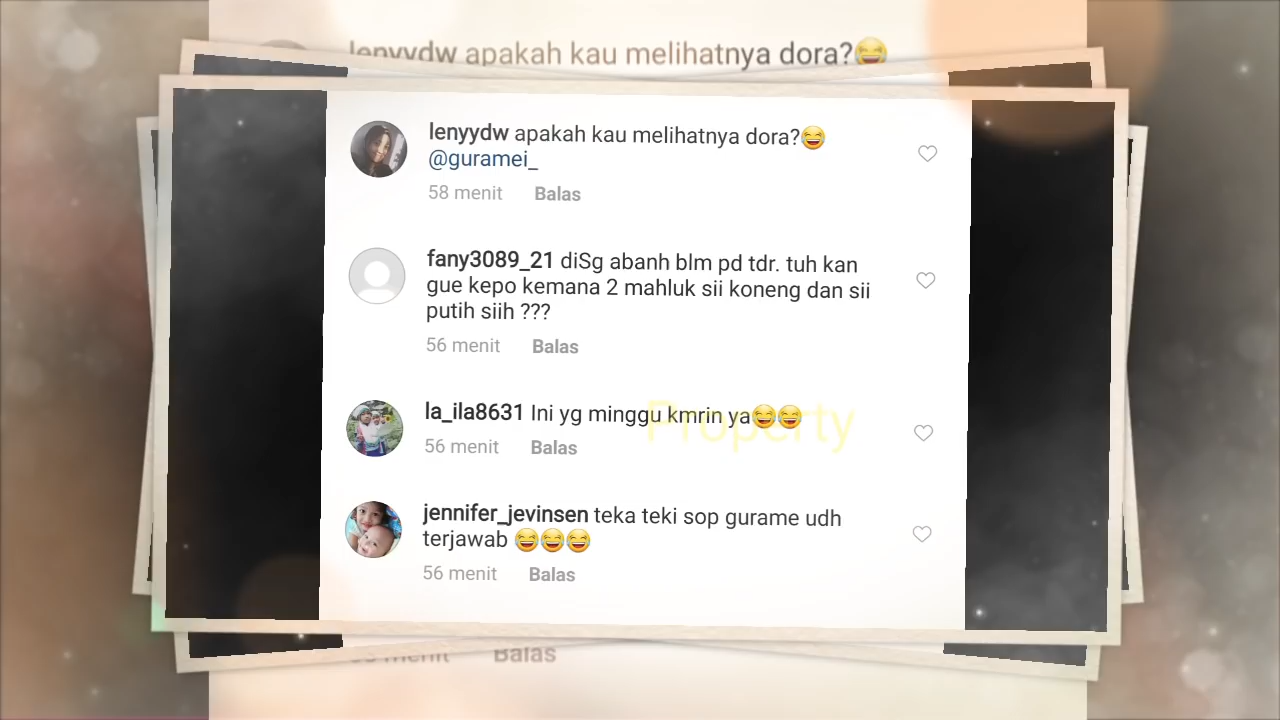 lenyydw apakah kau melihatnya dora?😂
lenyydw apakah kau melihatnya dora?😂
@guramei_
58 menit Balas
fany3089_21 diSg abanh blm pd tdr. tuh kan
gue kepo kemana 2 mahluk sii koneng dan sii
putih siih ???
56 menit Balas
la_ila8631 Ini yg minggu kmrin ya😂😂
Property
56 menit Balas
jennifer_jevinsen teka teki sop gurame udh
terjawab 😂😂😂
56 menit Balas
menit Balas